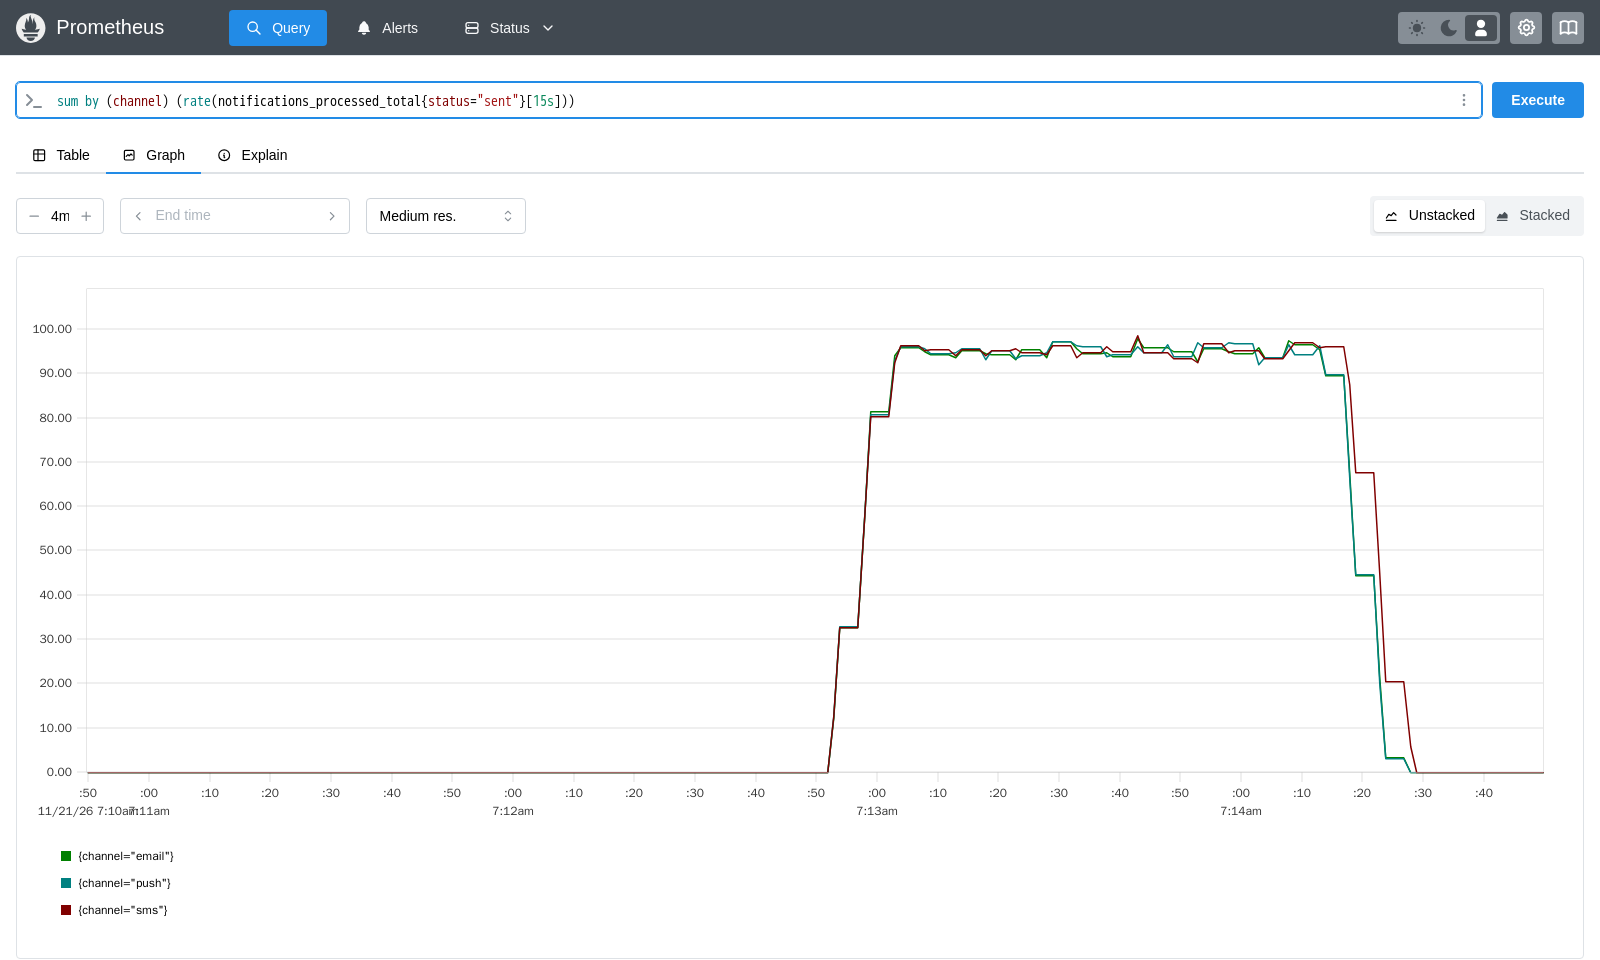 Prometheus
Query
Alerts
Status
sum by (channel) (rate(notifications_processed_total{status="sent"}[15s]))
Execute
Table
Graph
Explain
4m
End time
Medium res.
Unstacked
Stacked
100.00
90.00
80.00
70.00
60.00
50.00
40.00
30.00
20.00
10.00
0.00
:50 :00 :10 :20 :30 :40 :50 :00 :10 :20 :30 :40 :50 :00 :10 :20 :30 :40 :50 :00 :10 :20 :30 :40
11/21/26 7:10am 7:11am 7:12am 7:13am 7:14am
{channel="email"}
{channel="push"}
{channel="sms"}